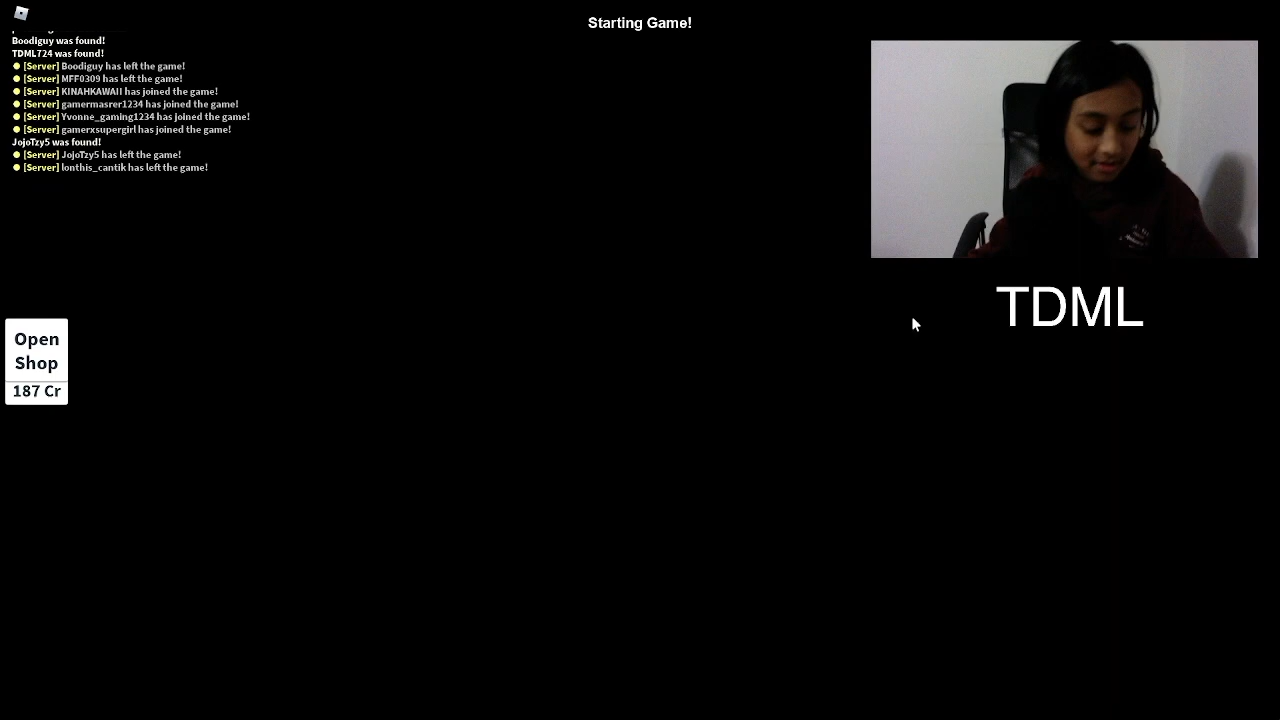 Starting Game!
Boodiguy was found!
TDML724 was found!
[Server] Boodiguy has left the game!
[Server] MFF0309 has left the game!
[Server] KINAHKAWAII has joined the game!
[Server] gamermasrer1234 has joined the game!
[Server] Yvonne_gaming1234 has joined the game!
[Server] gamerxsupergirl has joined the game!
JojoTzy5 was found!
[Server] JojoTzy5 has left the game!
[Server] lonthis_cantik has left the game!
TDML
Open
Shop
187 Cr